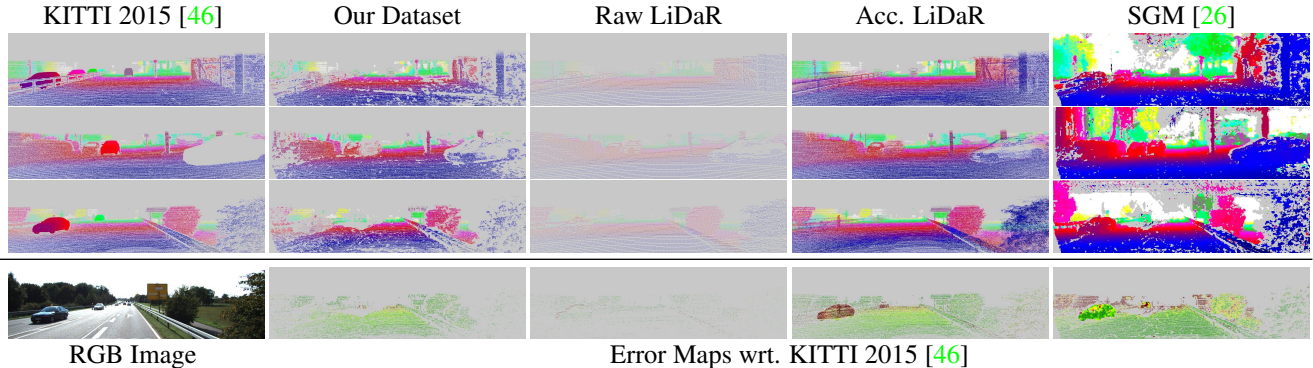 KITTI 2015 [46] Our Dataset Raw LiDaR Acc. LiDaR SGM [26]
RGB Image Error Maps wrt. KITTI 2015 [46]